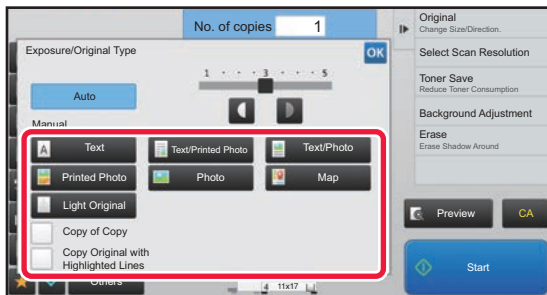 No. of copies 1
Exposure/Original Type
OK
1 3 5
Auto
Manual
Text
Text/Printed Photo
Text/Photo
Printed Photo
Photo
Map
Light Original
Copy of Copy
Copy Original with
Highlighted Lines
Others
4 11x17
Original
Change Size/Direction.
Select Scan Resolution
Toner Save
Reduce Toner Consumption
Background Adjustment
Erase
Erase Shadow Around
Preview
CA
Start